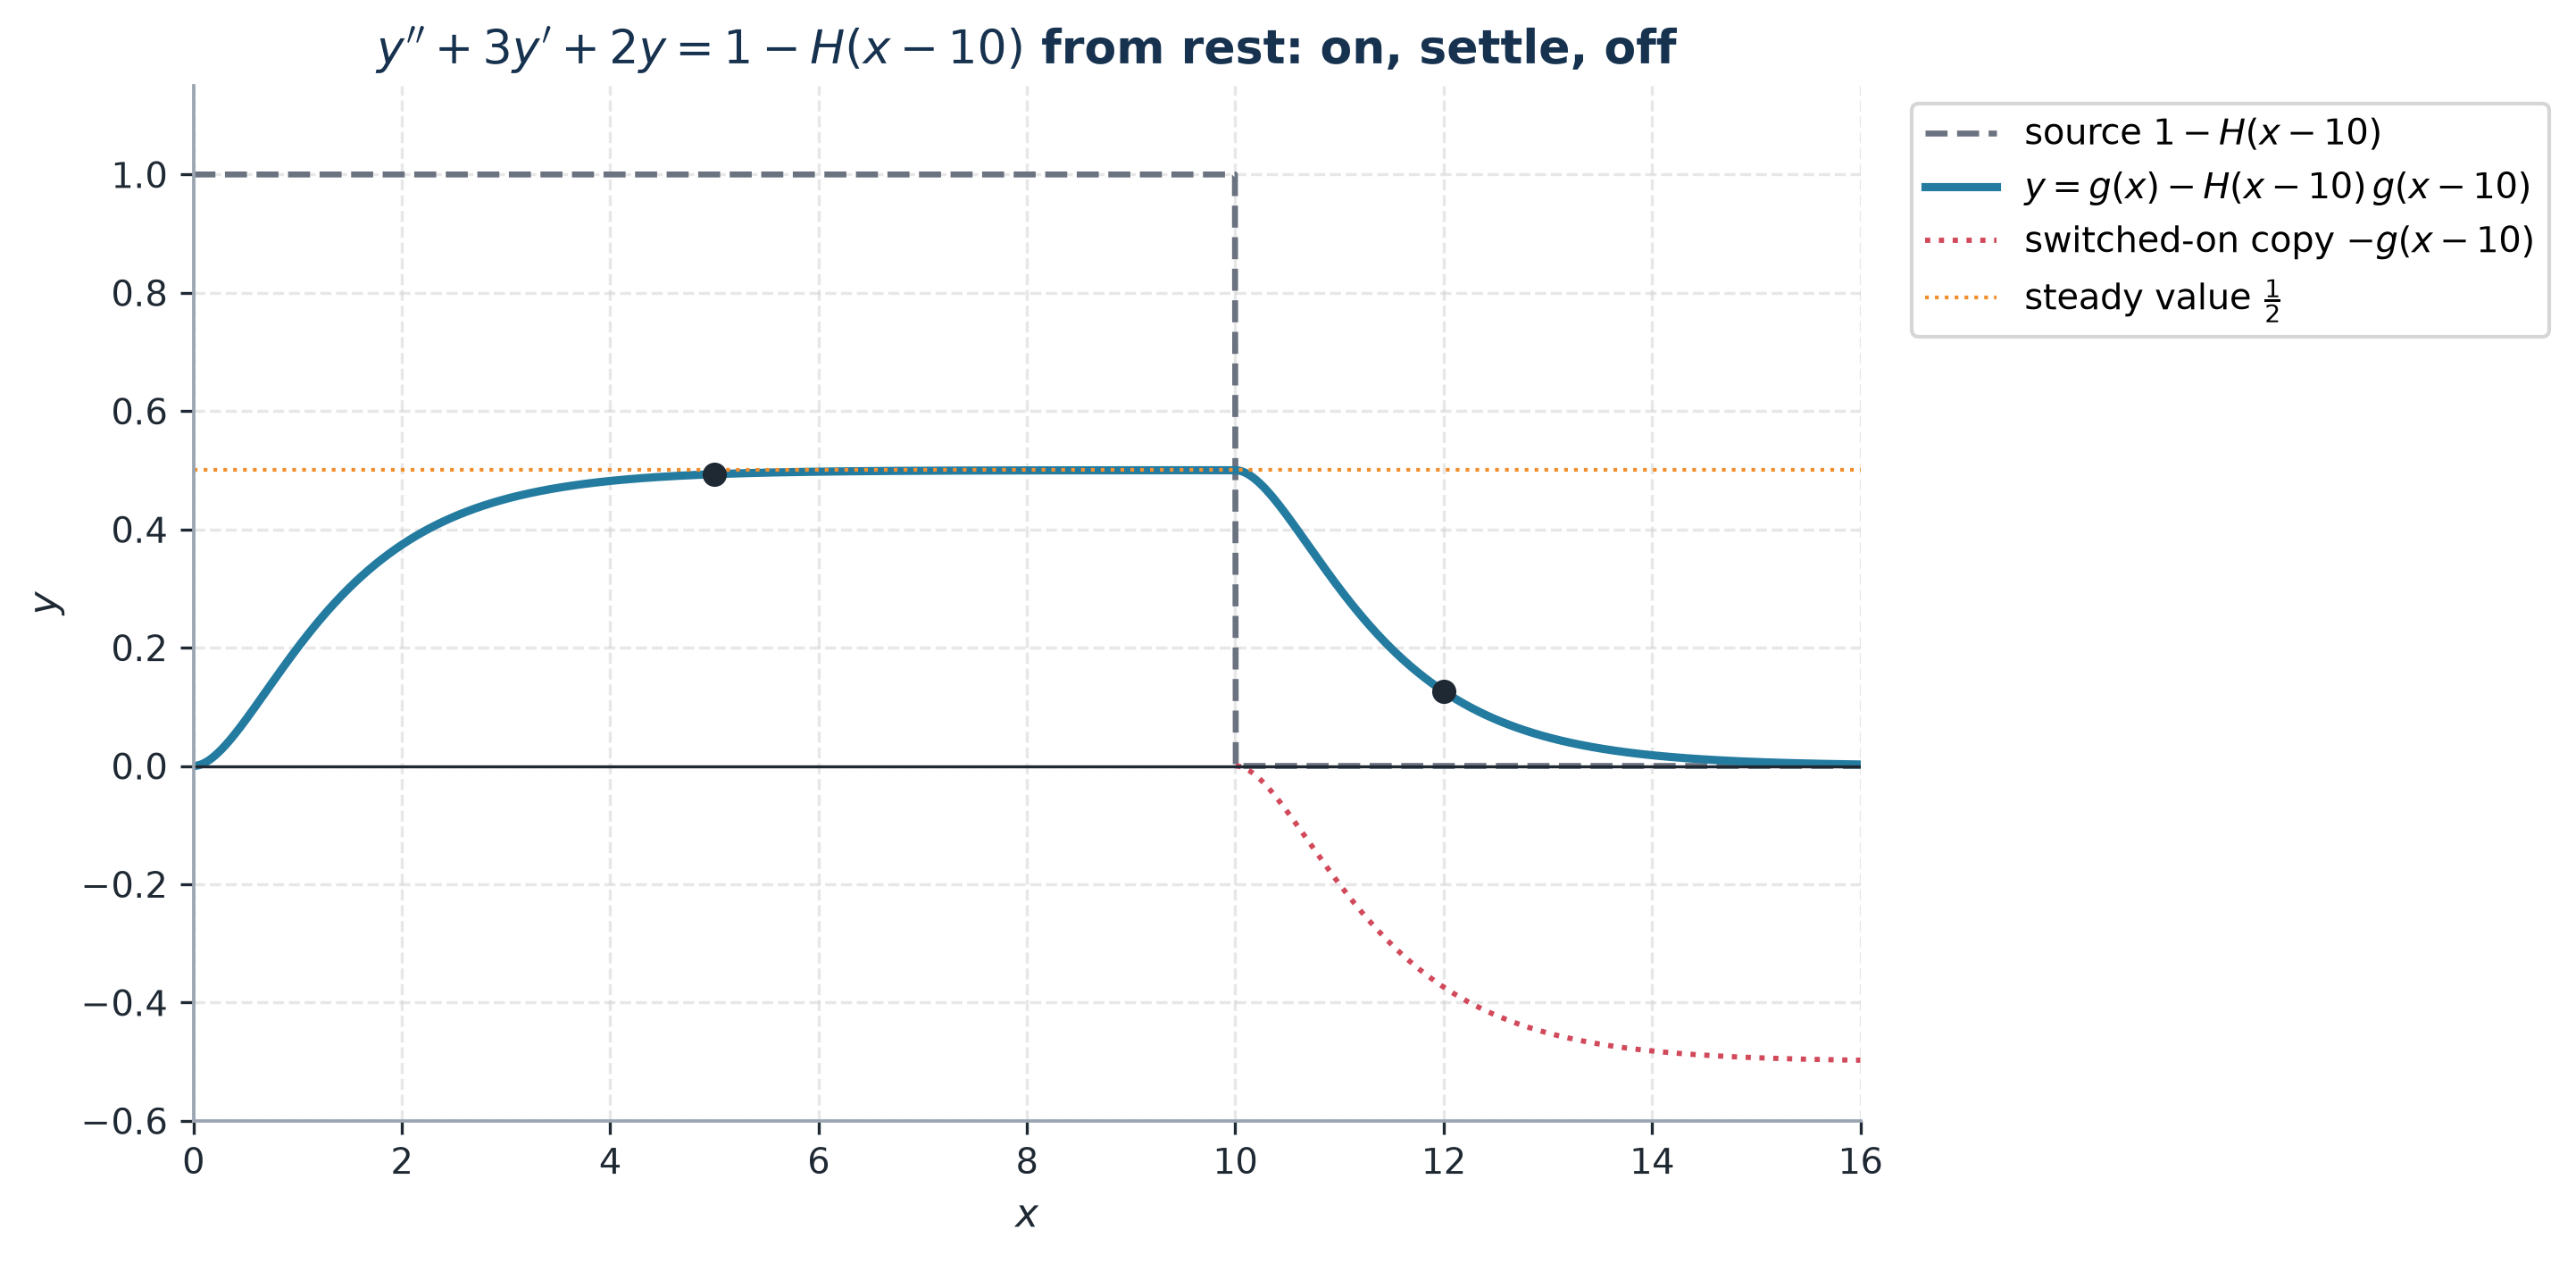 y′′ + 3y′ + 2y = 1 − H(x − 10) from rest: on, settle, off
source 1 − H(x − 10)
y = g(x) − H(x − 10) g(x − 10)
switched-on copy −g(x − 10)
steady value 1/2
1.0
0.8
0.6
0.4
0.2
0.0
−0.2
−0.4
−0.6
y
0 2 4 6 8 10 12 14 16
x